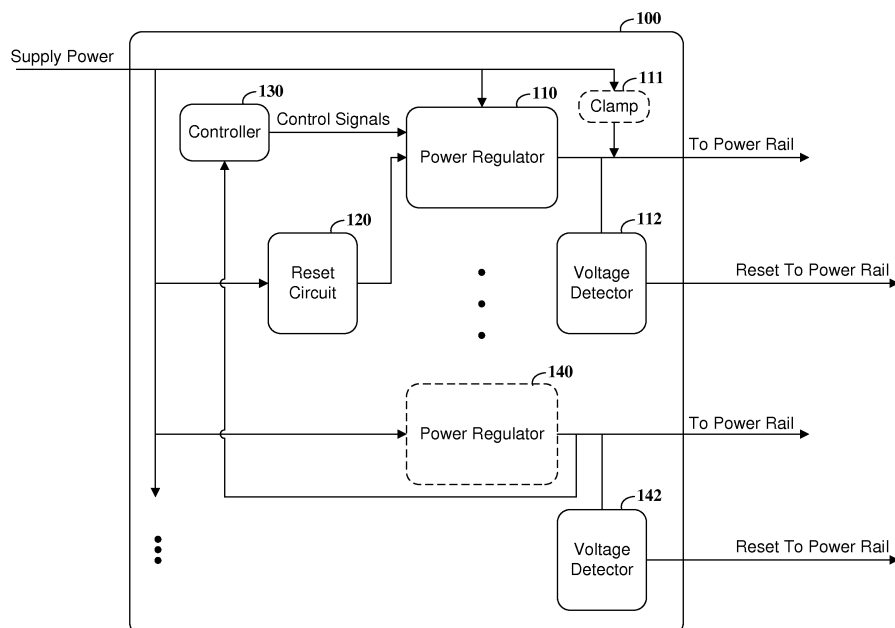 100
Supply Power
130
110
111
Clamp
Controller
Control Signals
Power Regulator
To Power Rail
120
112
Reset
Circuit
Voltage
Detector
Reset To Power Rail
140
Power Regulator
To Power Rail
142
Voltage
Detector
Reset To Power Rail